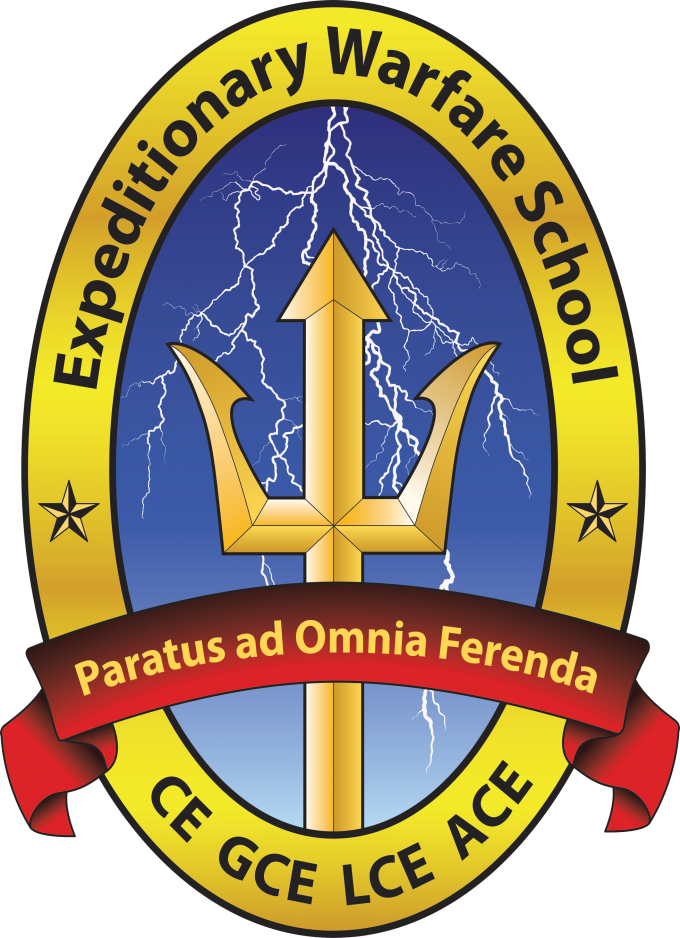 Expeditionary Warfare School
Paratus ad Omnia Ferenda
CE GCE LCE ACE